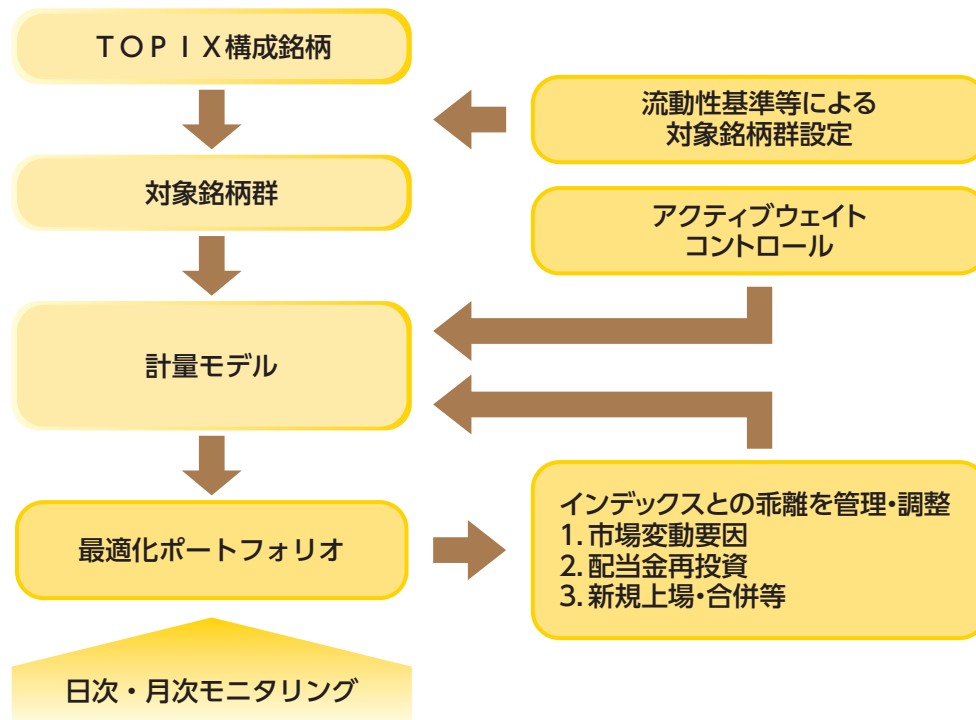 TOPIX構成銘柄
流動性基準等による
対象銘柄群設定
対象銘柄群
アクティブウェイト
コントロール
計量モデル
最適化ポートフォリオ
インデックスとの乖離を管理・調整
1. 市場変動要因
2. 配当金再投資
3. 新規上場・合併等
日次・月次モニタリング